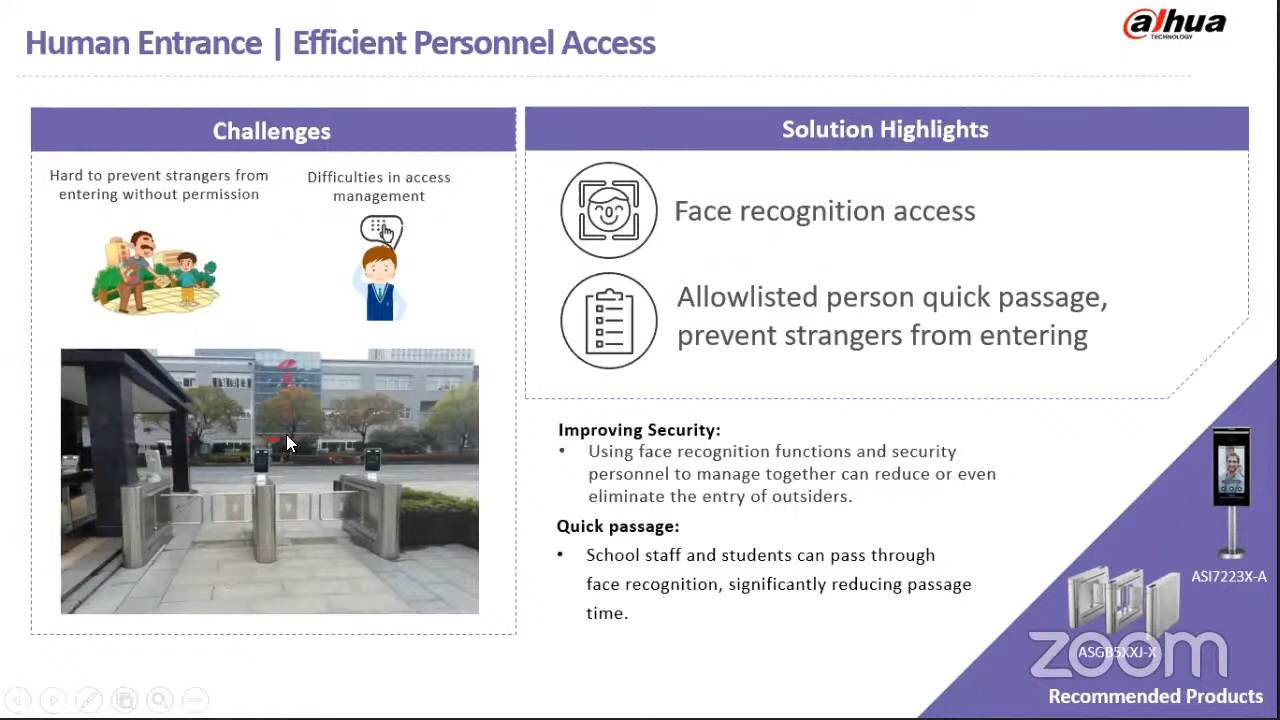 Human Entrance | Efficient Personnel Access
alhua
TECHNOLOGY
Challenges
Hard to prevent strangers from
entering without permission
Difficulties in access
management
Solution Highlights
Face recognition access
Allowlisted person quick passage,
prevent strangers from entering
Improving Security:
• Using face recognition functions and security
personnel to manage together can reduce or even
eliminate the entry of outsiders.
Quick passage:
• School staff and students can pass through
face recognition, significantly reducing passage
time.
ASI7223X-A
ASGB5XXJ-X
zoom
Recommended Products